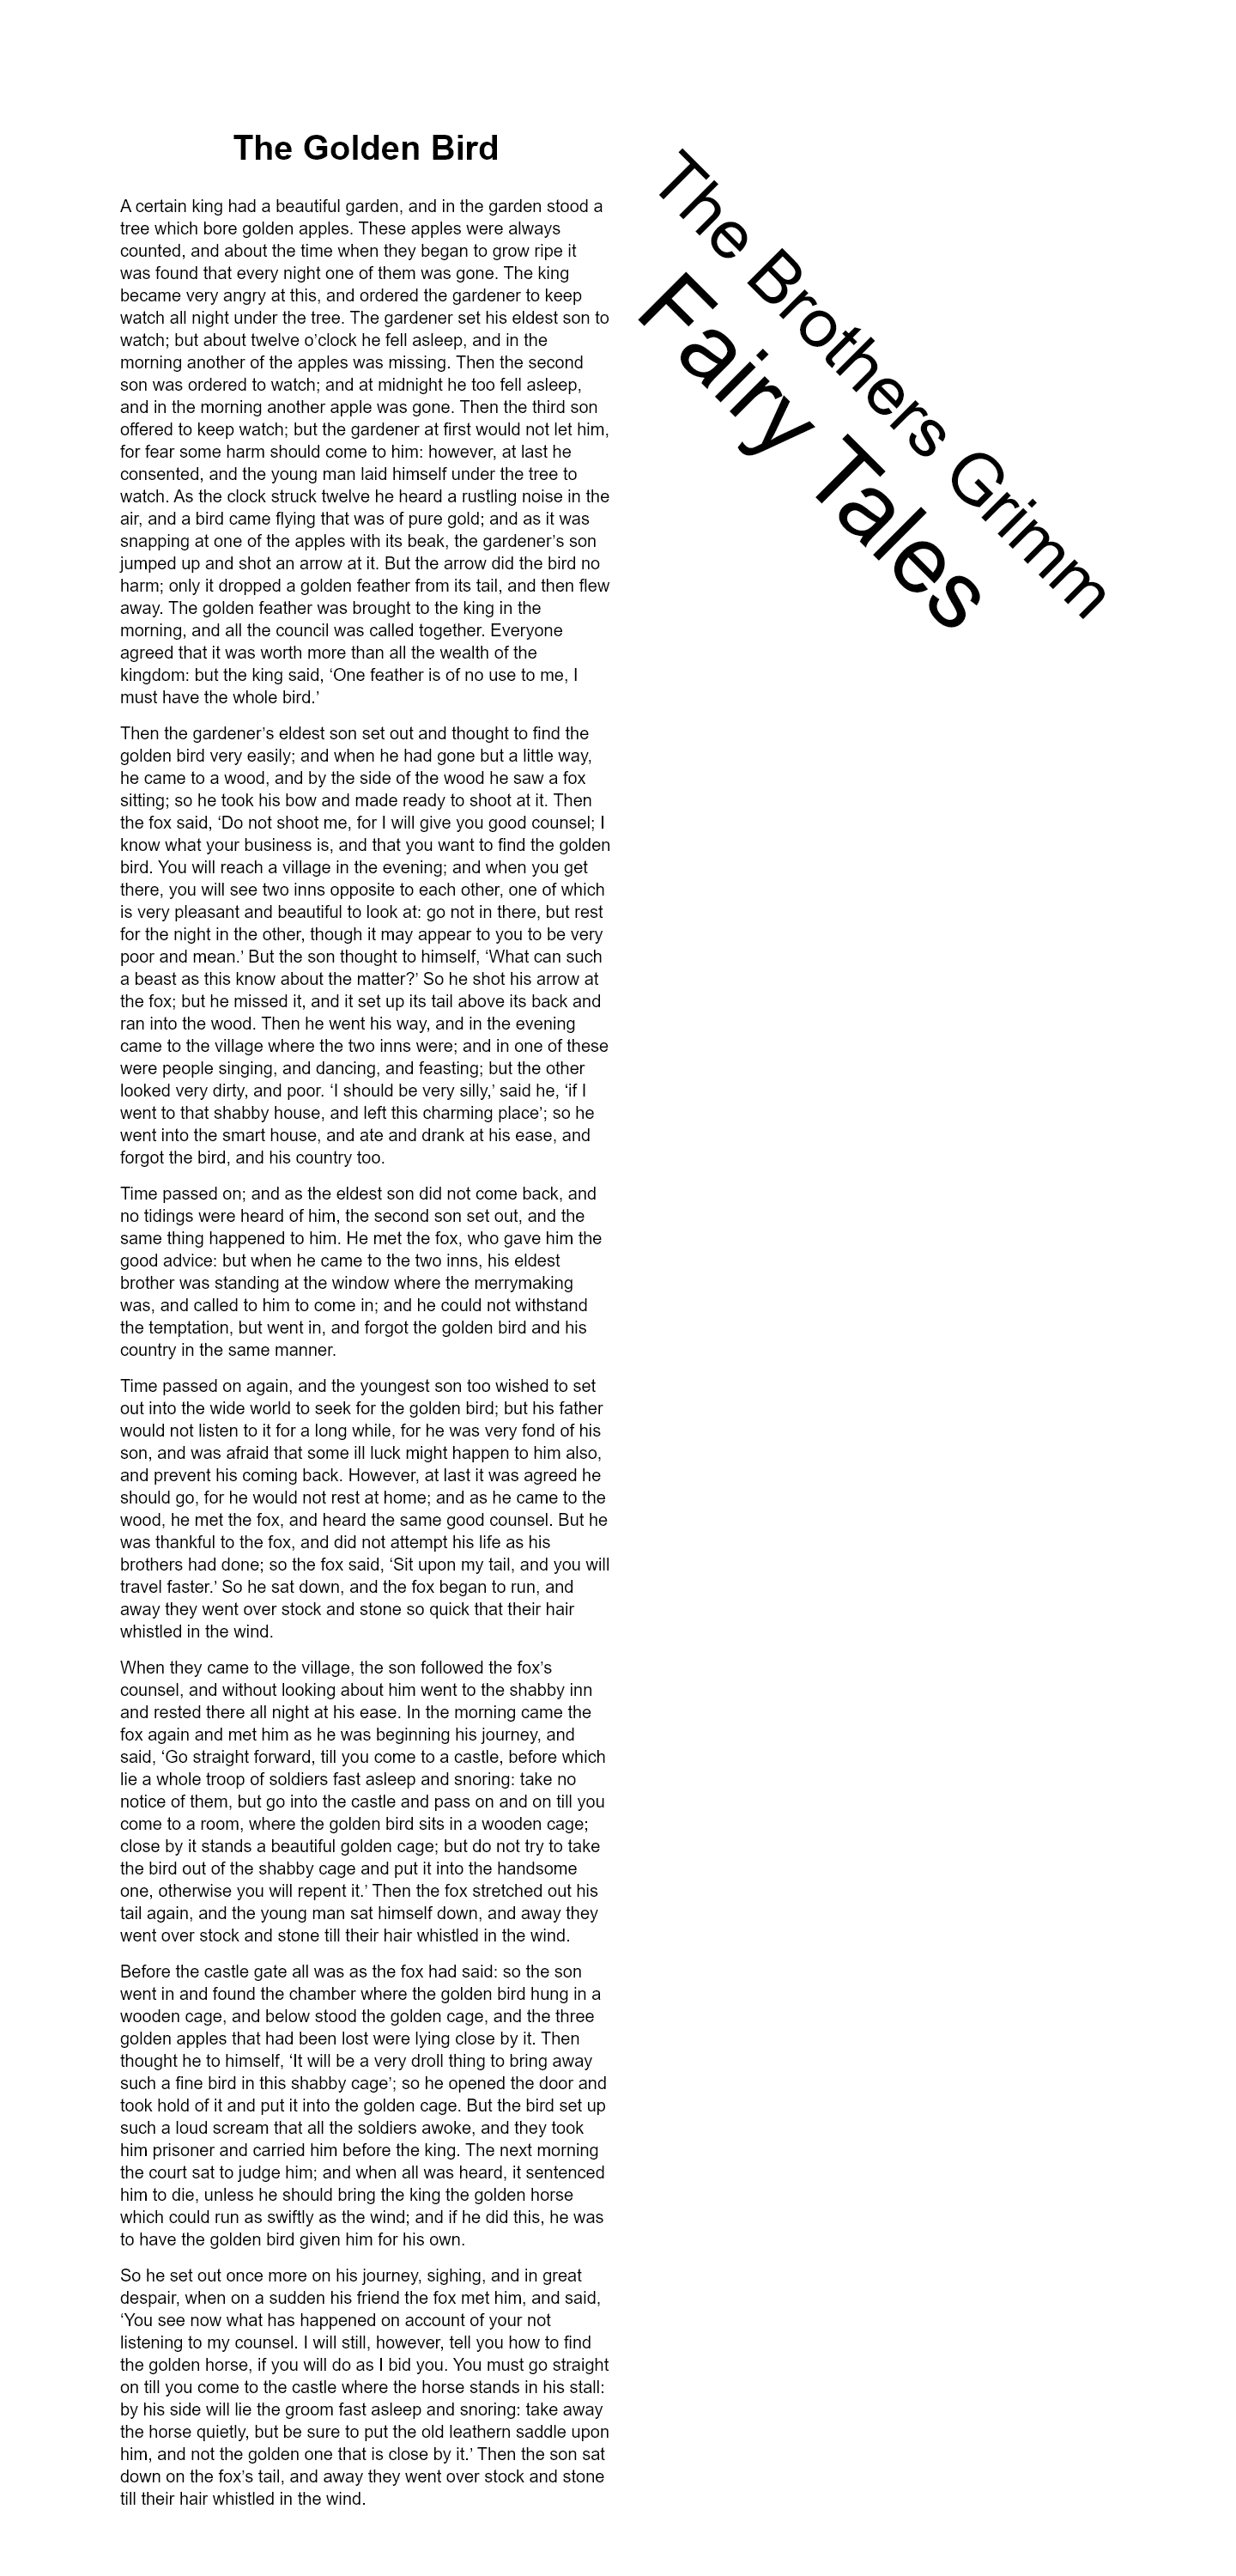 The Golden Bird
A certain king had a beautiful garden, and in the garden stood a
tree which bore golden apples. These apples were always
counted, and about the time when they began to grow ripe it
was found that every night one of them was gone. The king
became very angry at this, and ordered the gardener to keep
watch all night under the tree. The gardener set his eldest son to
watch; but about twelve o’clock he fell asleep, and in the
morning another of the apples was missing. Then the second
son was ordered to watch; and at midnight he too fell asleep,
and in the morning another apple was gone. Then the third son
offered to keep watch; but the gardener at first would not let him,
for fear some harm should come to him: however, at last he
consented, and the young man laid himself under the tree to
watch. As the clock struck twelve he heard a rustling noise in the
air, and a bird came flying that was of pure gold; and as it was
snapping at one of the apples with its beak, the gardener’s son
jumped up and shot an arrow at it. But the arrow did the bird no
harm; only it dropped a golden feather from its tail, and then flew
away. The golden feather was brought to the king in the
morning, and all the council was called together. Everyone
agreed that it was worth more than all the wealth of the
kingdom: but the king said, ‘One feather is of no use to me, I
must have the whole bird.’
Then the gardener’s eldest son set out and thought to find the
golden bird very easily; and when he had gone but a little way,
he came to a wood, and by the side of the wood he saw a fox
sitting; so he took his bow and made ready to shoot at it. Then
the fox said, ‘Do not shoot me, for I will give you good counsel; I
know what your business is, and that you want to find the golden
bird. You will reach a village in the evening; and when you get
there, you will see two inns opposite to each other, one of which
is very pleasant and beautiful to look at: go not in there, but rest
for the night in the other, though it may appear to you to be very
poor and mean.’ But the son thought to himself, ‘What can such
a beast as this know about the matter?’ So he shot his arrow at
the fox; but he missed it, and it set up its tail above its back and
ran into the wood. Then he went his way, and in the evening
came to the village where the two inns were; and in one of these
were people singing, and dancing, and feasting; but the other
looked very dirty, and poor. ‘I should be very silly,’ said he, ‘if I
went to that shabby house, and left this charming place’; so he
went into the smart house, and ate and drank at his ease, and
forgot the bird, and his country too.
Time passed on; and as the eldest son did not come back, and
no tidings were heard of him, the second son set out, and the
same thing happened to him. He met the fox, who gave him the
good advice: but when he came to the two inns, his eldest
brother was standing at the window where the merrymaking
was, and called to him to come in; and he could not withstand
the temptation, but went in, and forgot the golden bird and his
country in the same manner.
Time passed on again, and the youngest son too wished to set
out into the wide world to seek for the golden bird; but his father
would not listen to it for a long while, for he was very fond of his
son, and was afraid that some ill luck might happen to him also,
and prevent his coming back. However, at last it was agreed he
should go, for he would not rest at home; and as he came to the
wood, he met the fox, and heard the same good counsel. But he
was thankful to the fox, and did not attempt his life as his
brothers had done; so the fox said, ‘Sit upon my tail, and you will
travel faster.’ So he sat down, and the fox began to run, and
away they went over stock and stone so quick that their hair
whistled in the wind.
When they came to the village, the son followed the fox’s
counsel, and without looking about him went to the shabby inn
and rested there all night at his ease. In the morning came the
fox again and met him as he was beginning his journey, and
said, ‘Go straight forward, till you come to a castle, before which
lie a whole troop of soldiers fast asleep and snoring: take no
notice of them, but go into the castle and pass on and on till you
come to a room, where the golden bird sits in a wooden cage;
close by it stands a beautiful golden cage; but do not try to take
the bird out of the shabby cage and put it into the handsome
one, otherwise you will repent it.’ Then the fox stretched out his
tail again, and the young man sat himself down, and away they
went over stock and stone till their hair whistled in the wind.
Before the castle gate all was as the fox had said: so the son
went in and found the chamber where the golden bird hung in a
wooden cage, and below stood the golden cage, and the three
golden apples that had been lost were lying close by it. Then
thought he to himself, ‘It will be a very droll thing to bring away
such a fine bird in this shabby cage’; so he opened the door and
took hold of it and put it into the golden cage. But the bird set up
such a loud scream that all the soldiers awoke, and they took
him prisoner and carried him before the king. The next morning
the court sat to judge him; and when all was heard, it sentenced
him to die, unless he should bring the king the golden horse
which could run as swiftly as the wind; and if he did this, he was
to have the golden bird given him for his own.
So he set out once more on his journey, sighing, and in great
despair, when on a sudden his friend the fox met him, and said,
‘You see now what has happened on account of your not
listening to my counsel. I will still, however, tell you how to find
the golden horse, if you will do as I bid you. You must go straight
on till you come to the castle where the horse stands in his stall:
by his side will lie the groom fast asleep and snoring: take away
the horse quietly, but be sure to put the old leathern saddle upon
him, and not the golden one that is close by it.’ Then the son sat
down on the fox’s tail, and away they went over stock and stone
till their hair whistled in the wind.
The Brothers Grimm
Fairy Tales